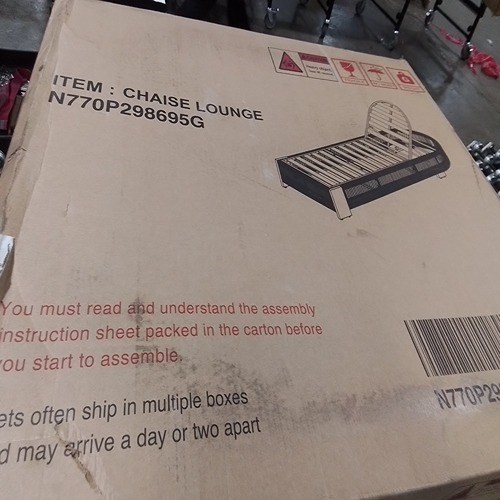 ITEM : CHAISE LOUNGE
N770P298695G
You must read and understand the assembly
instruction sheet packed in the carton before
you start to assemble.
ets often ship in multiple boxes
d may arrive a day or two apart
N770P29